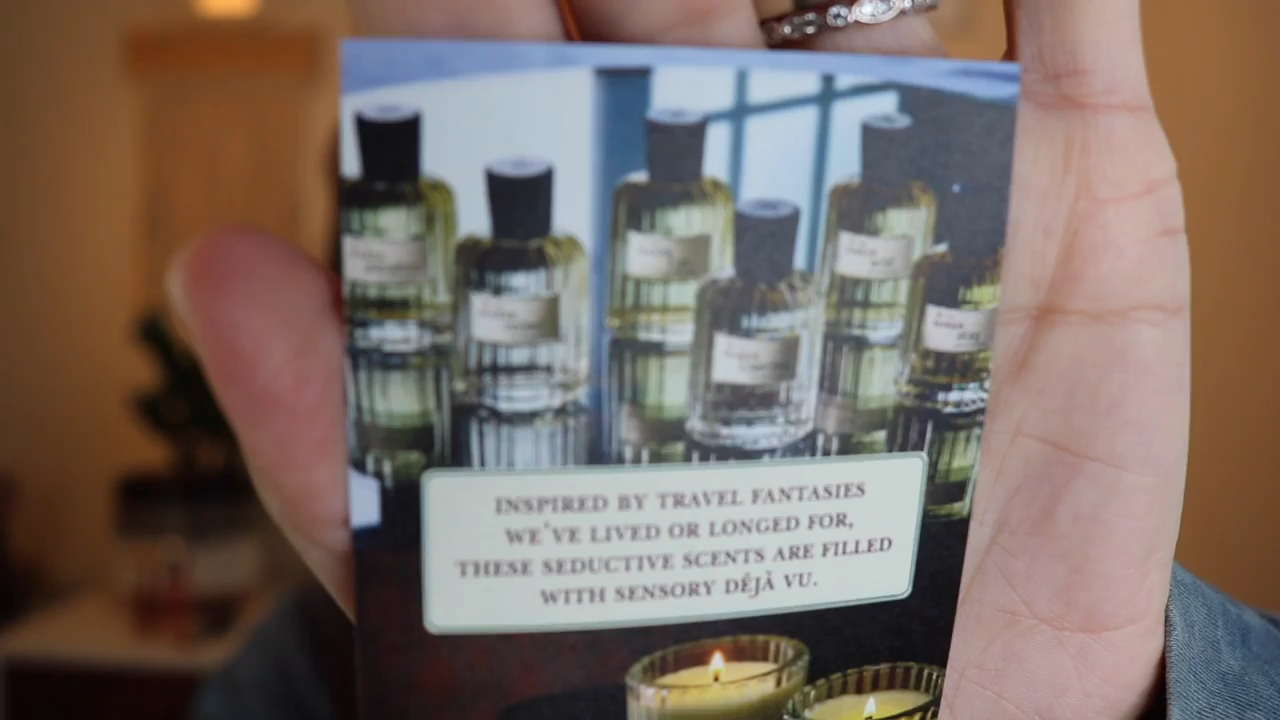 INSPIRED BY TRAVEL FANTASIES
WE'VE LIVED OR LONGED FOR,
THESE SEDUCTIVE SCENTS ARE FILLED
WITH SENSORY DÉJÀ VU.